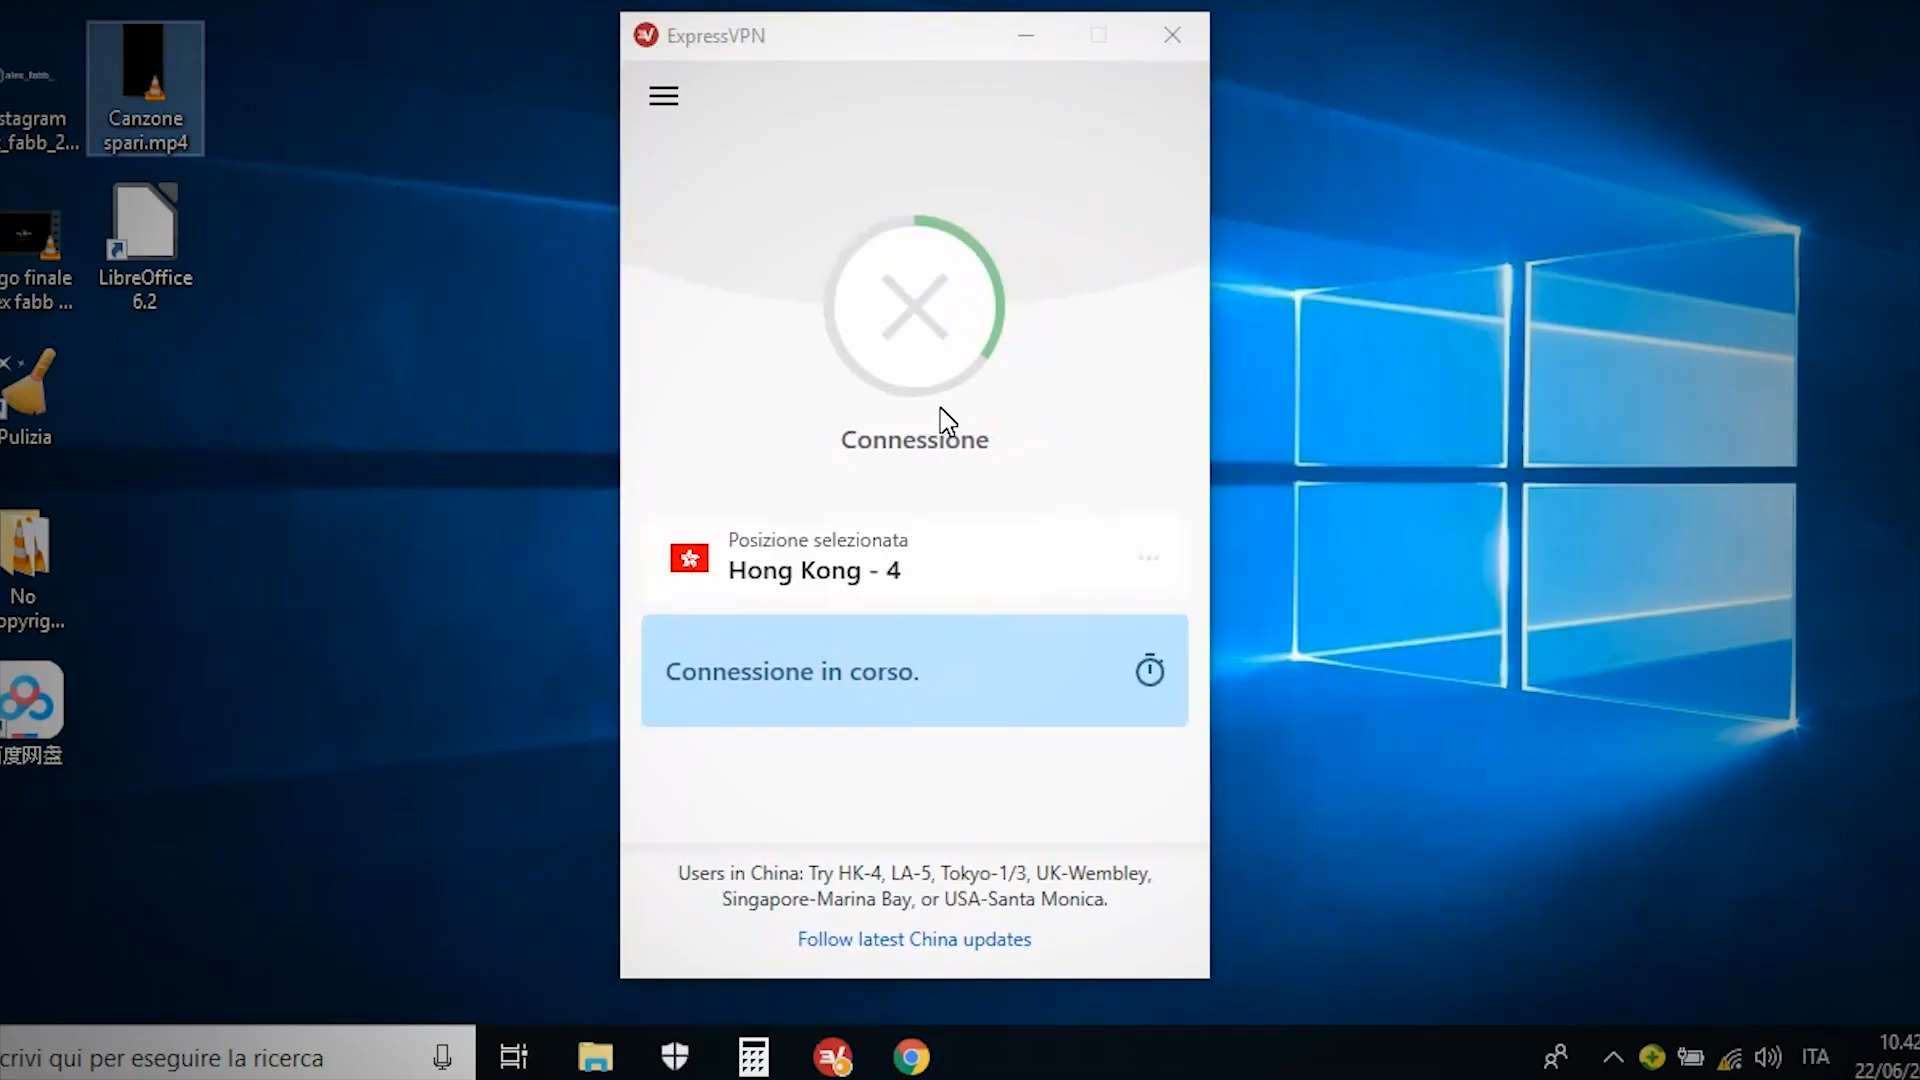 ExpressVPN
alex_fabb_
stagram
_fabb_2...
Canzone
spari.mp4
go finale
ex fabb ...
LibreOffice
6.2
Pulizia
No
opyrig...
百度网盘
Connessione
Posizione selezionata
Hong Kong - 4
Connessione in corso.
Users in China: Try HK-4, LA-5, Tokyo-1/3, UK-Wembley,
Singapore-Marina Bay, or USA-Santa Monica.
Follow latest China updates
crivi qui per eseguire la ricerca
ITA
10.42
22/06/2